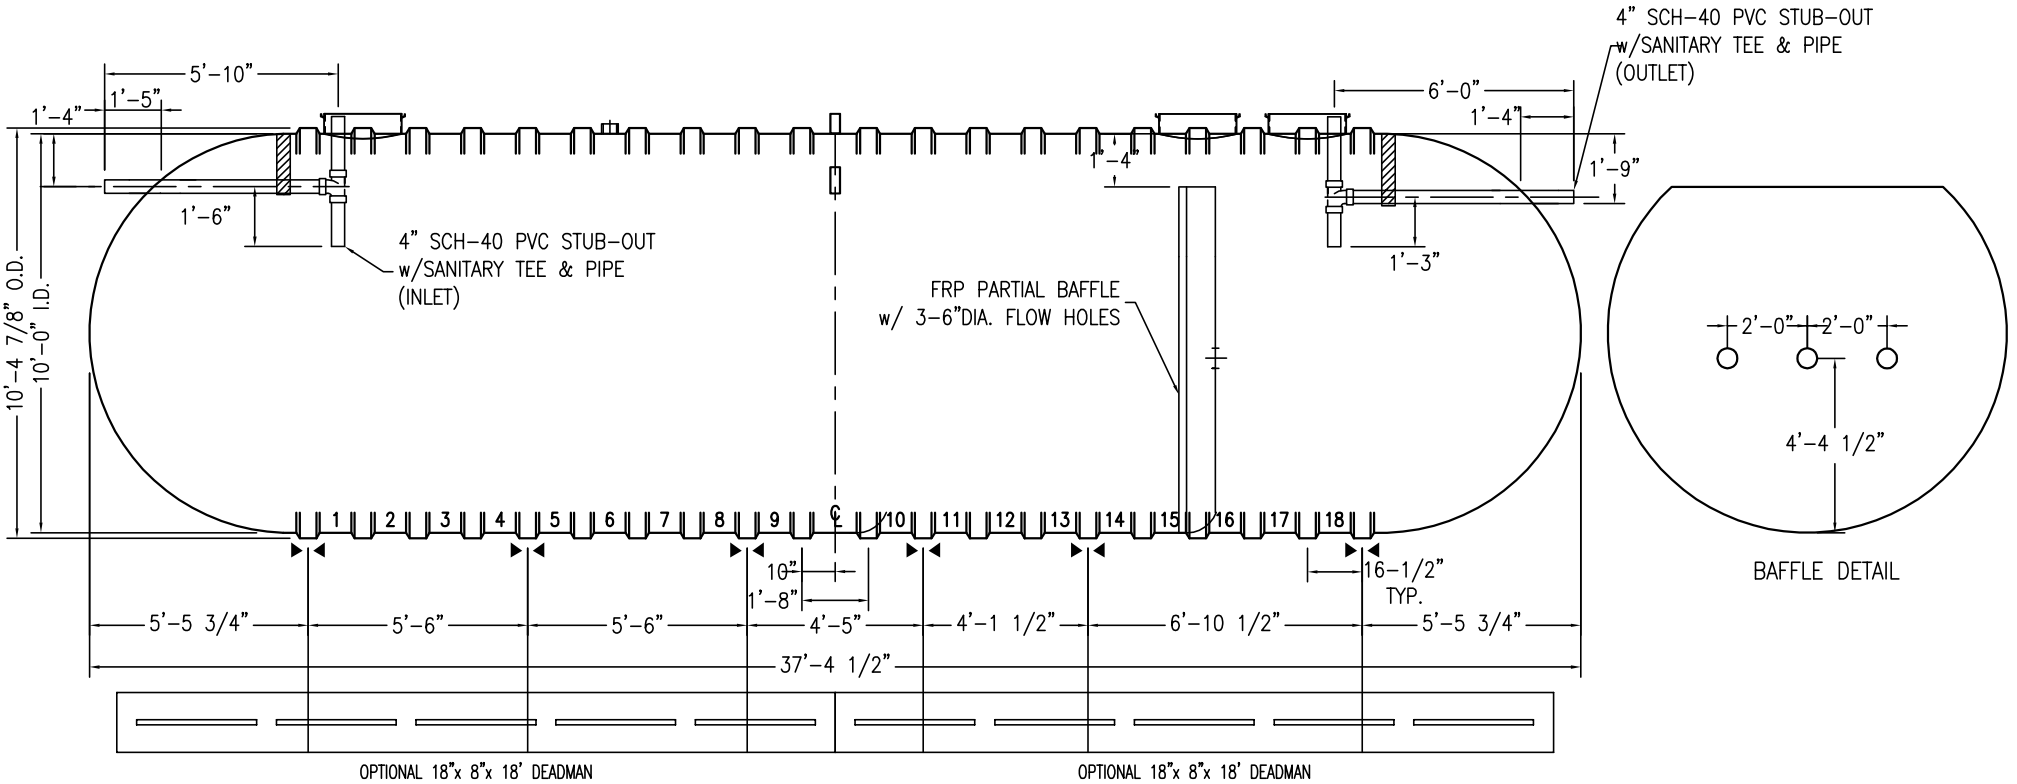 4” SCH-40 PVC STUB-OUT
w/SANITARY TEE & PIPE
(OUTLET)
5’-10”
6’-0”
1’-5”
1’-4”
1’-4”
1’-4”
1’-9”
1’-6”
1’-3”
4” SCH-40 PVC STUB-OUT
w/SANITARY TEE & PIPE
(INLET)
FRP PARTIAL BAFFLE
w/ 3-6”DIA. FLOW HOLES
10’-4 7/8” O.D.
10’-0” I.D.
2’-0”
2’-0”
4’-4 1/2”
BAFFLE DETAIL
1 2 3 4 5 6 7 8 9 ℄ 10 11 12 13 14 15 16 17 18
10”
1’-8”
16-1/2”
TYP.
5’-5 3/4”
5’-6”
5’-6”
4’-5”
4’-1 1/2”
6’-10 1/2”
5’-5 3/4”
37’-4 1/2”
OPTIONAL 18”x 8”x 18’ DEADMAN
OPTIONAL 18”x 8”x 18’ DEADMAN